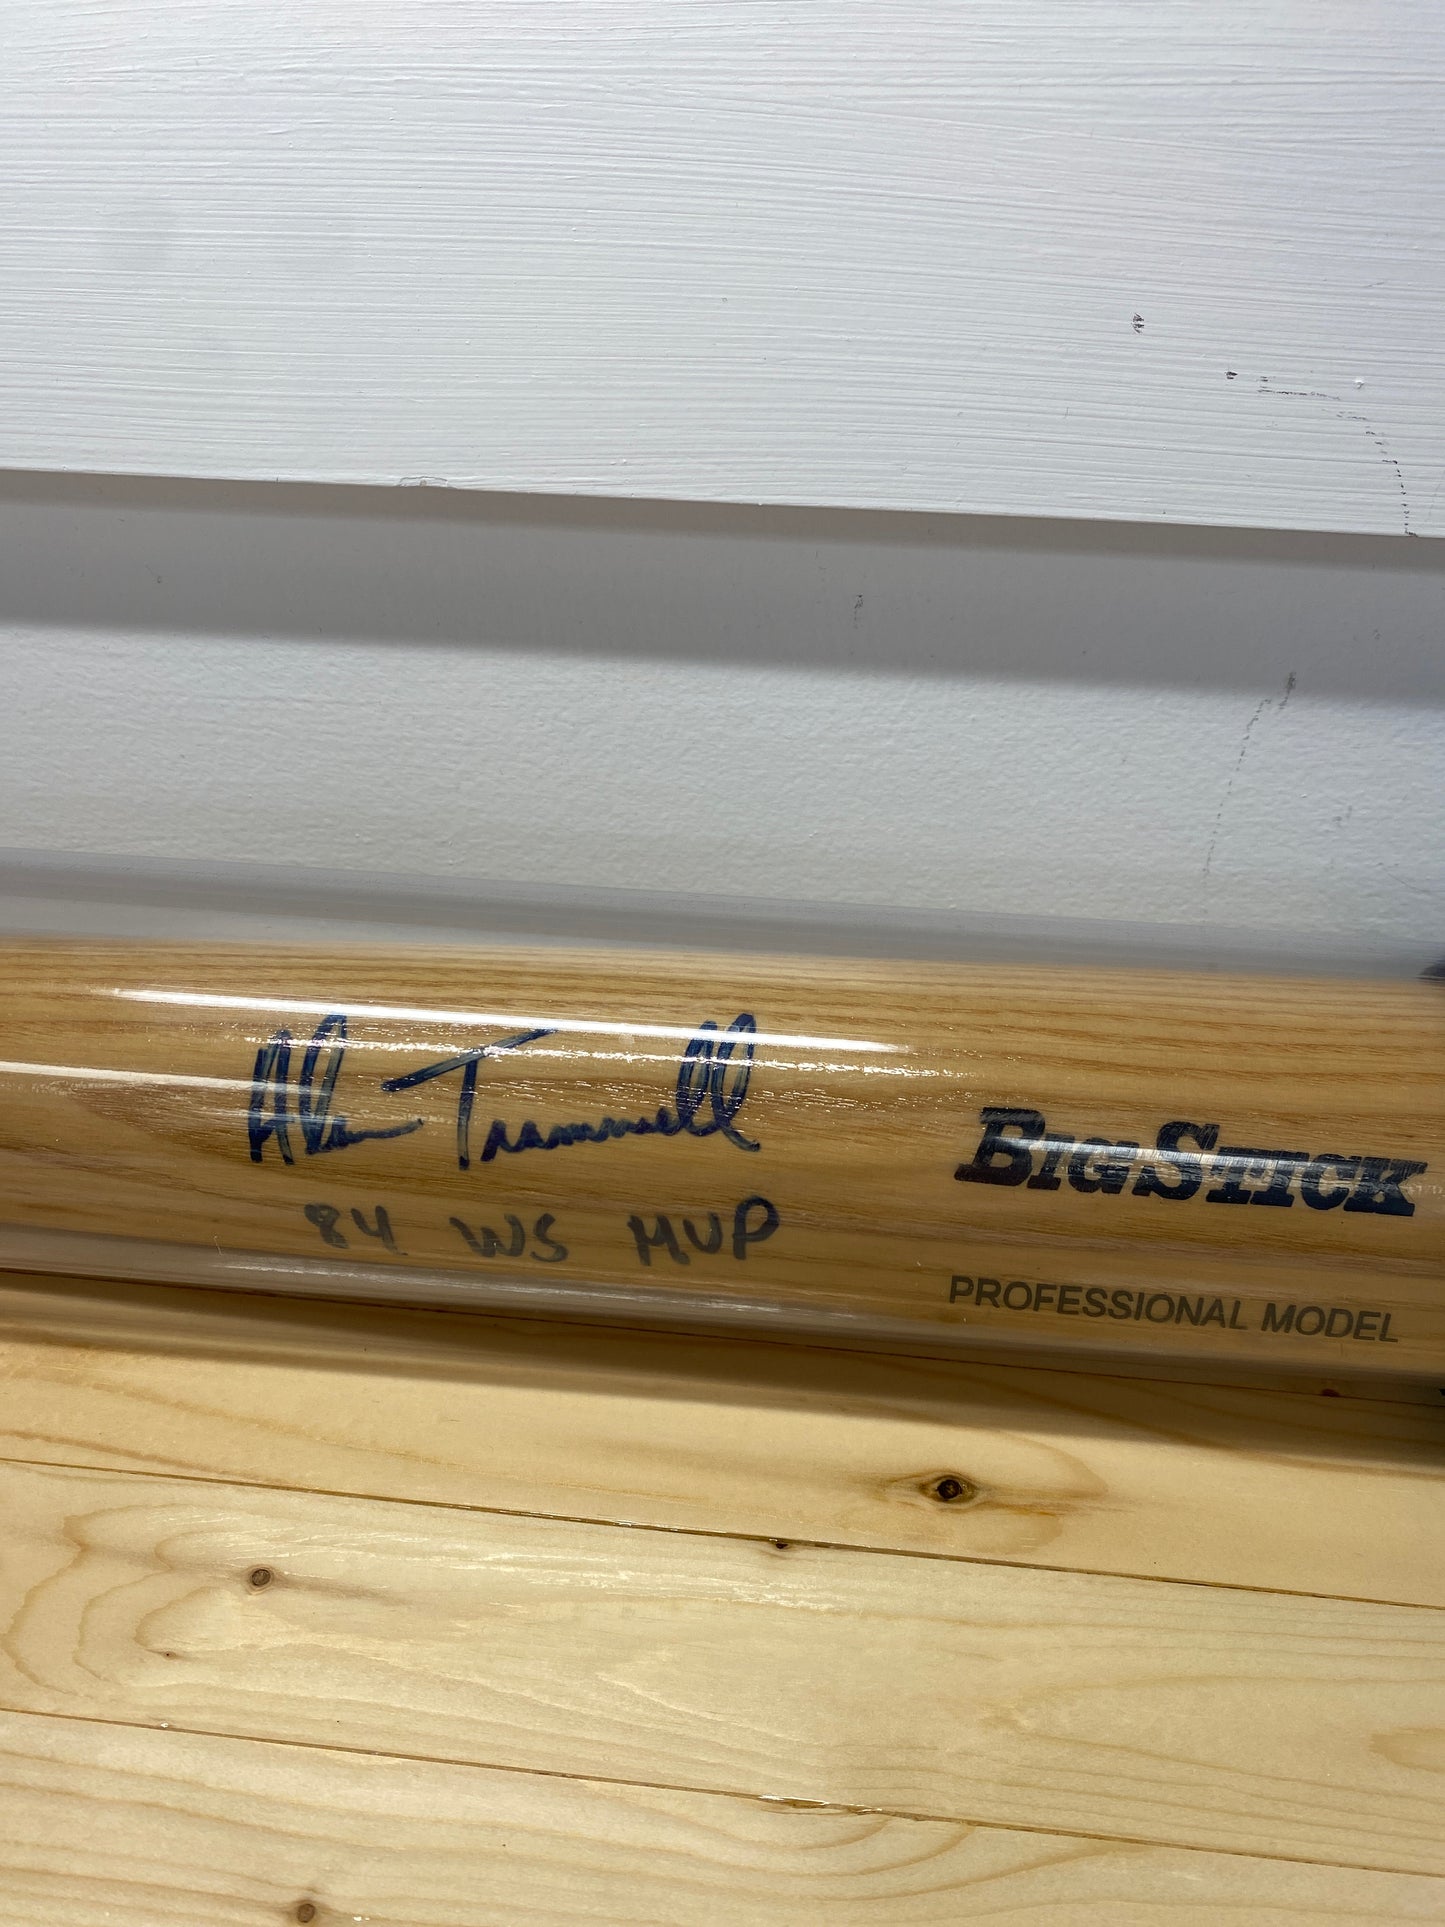 Alan Trammell
84 WS MVP
BIGSTICK
PROFESSIONAL MODEL